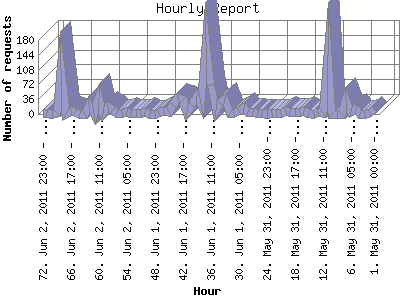 Hourly Report
Number of requests
180
144
108
72
36
0
72. Jun 2, 2011 23:00 -...
66. Jun 2, 2011 17:00 -...
60. Jun 2, 2011 11:00 -...
54. Jun 2, 2011 05:00 -...
48. Jun 1, 2011 23:00 -...
42. Jun 1, 2011 17:00 -...
36. Jun 1, 2011 11:00 -...
30. Jun 1, 2011 05:00 -...
24. May 31, 2011 23:00 -...
18. May 31, 2011 17:00 -...
12. May 31, 2011 11:00 -...
6. May 31, 2011 05:00 -...
1. May 31, 2011 00:00 -...
Hour